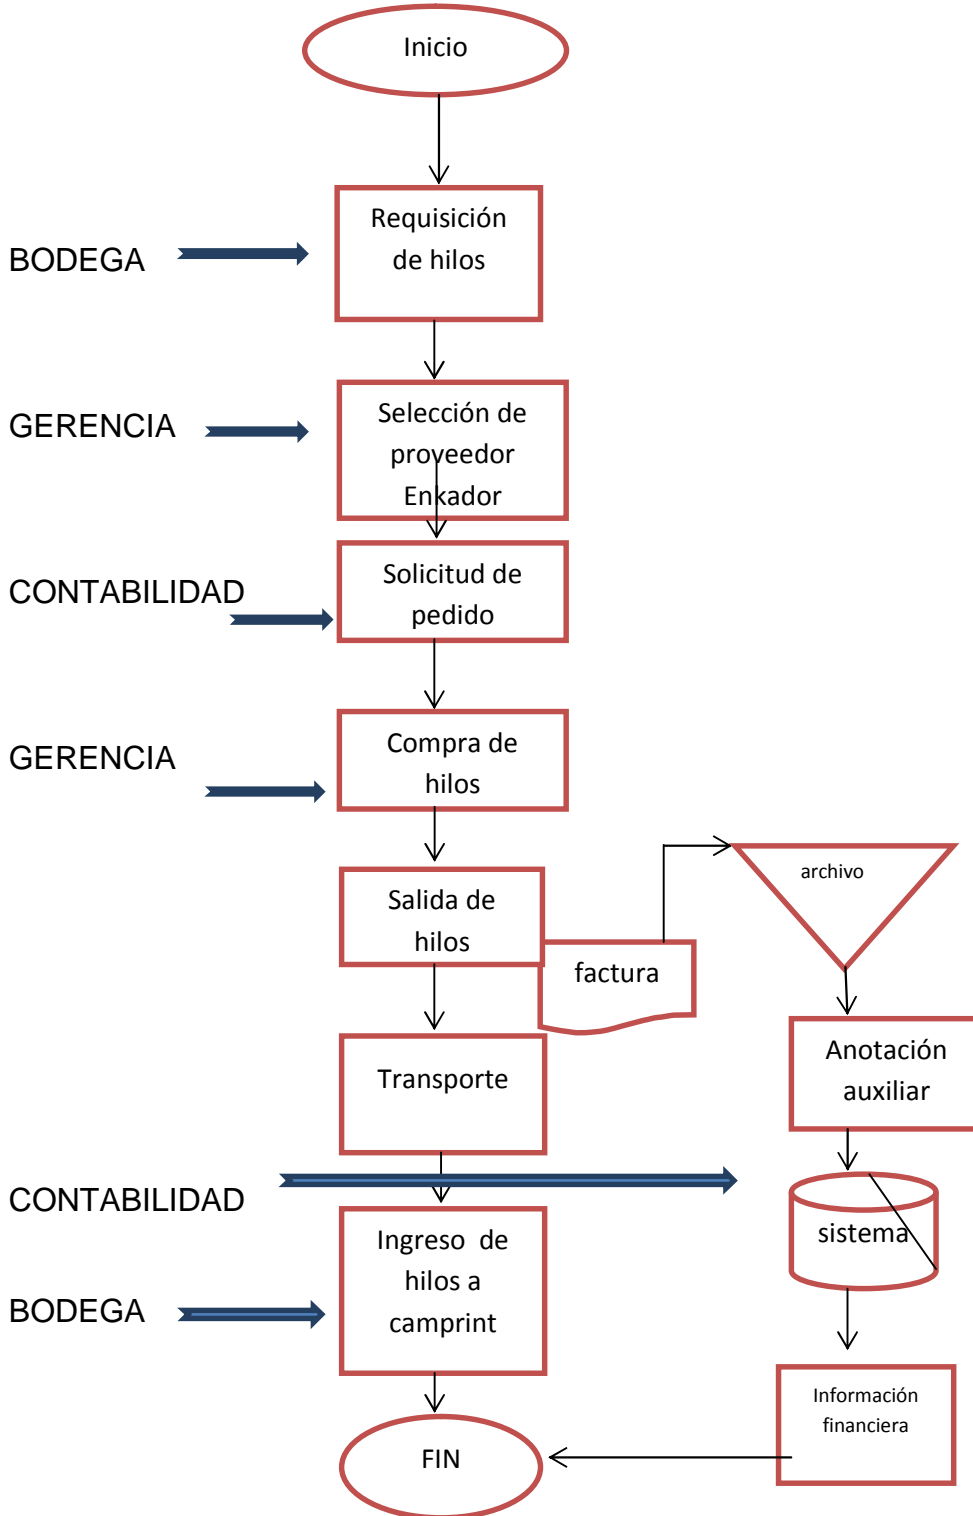 Inicio
BODEGA
Requisición
de hilos
GERENCIA
Selección de
proveedor
Enkador
CONTABILIDAD
Solicitud de
pedido
GERENCIA
Compra de
hilos
Salida de
hilos
factura
archivo
Anotación
auxiliar
Transporte
CONTABILIDAD
sistema
BODEGA
Ingreso de
hilos a
camprint
Información
financiera
FIN